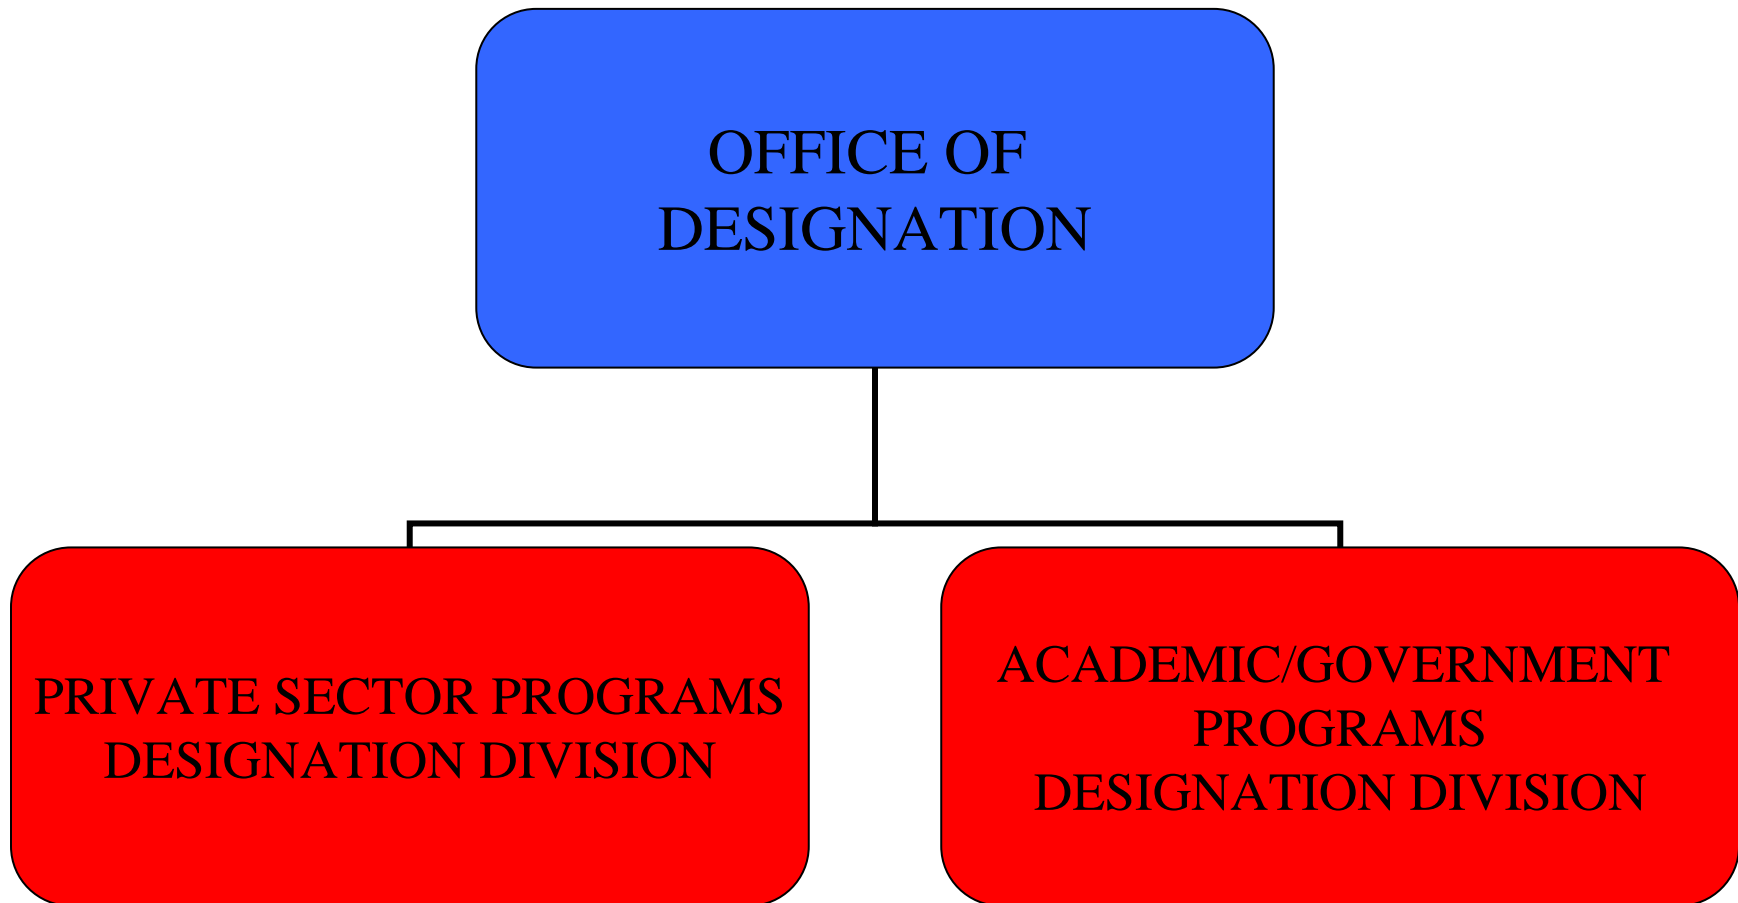 OFFICE OF
DESIGNATION
PRIVATE SECTOR PROGRAMS
DESIGNATION DIVISION
ACADEMIC/GOVERNMENT
PROGRAMS
DESIGNATION DIVISION